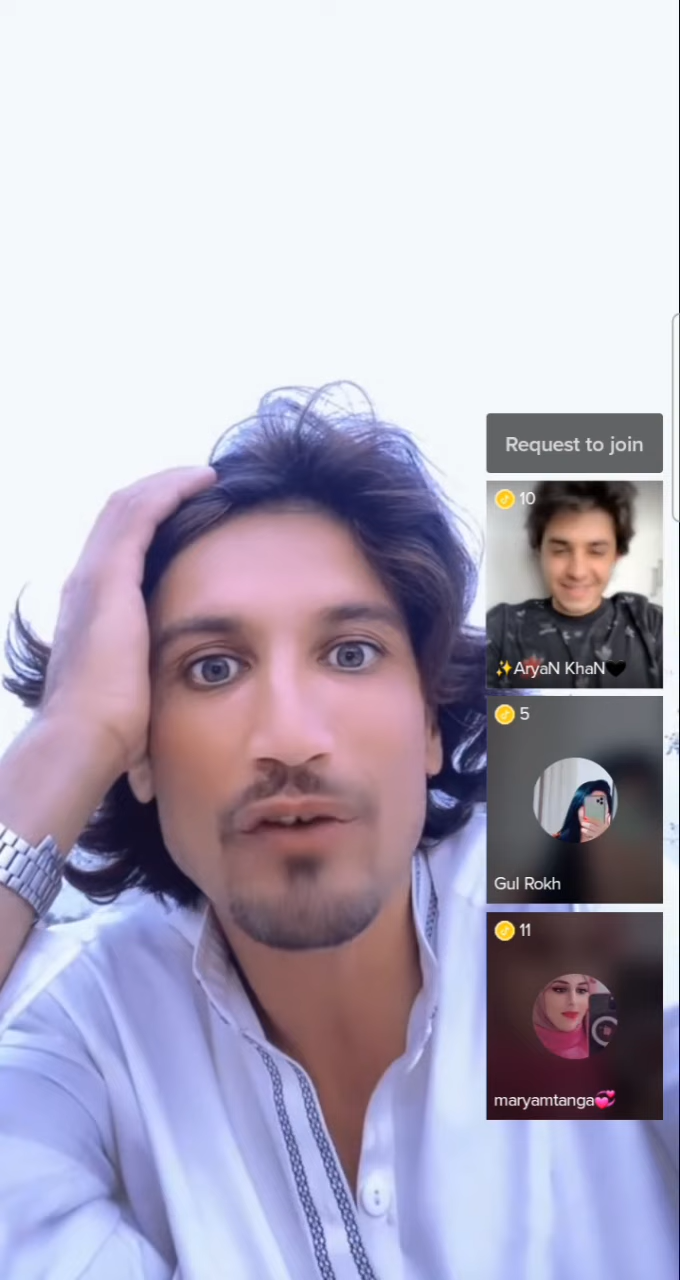 Request to join
10
✨AryaN KhaN🖤
5
Gul Rokh
11
maryamtanga💞